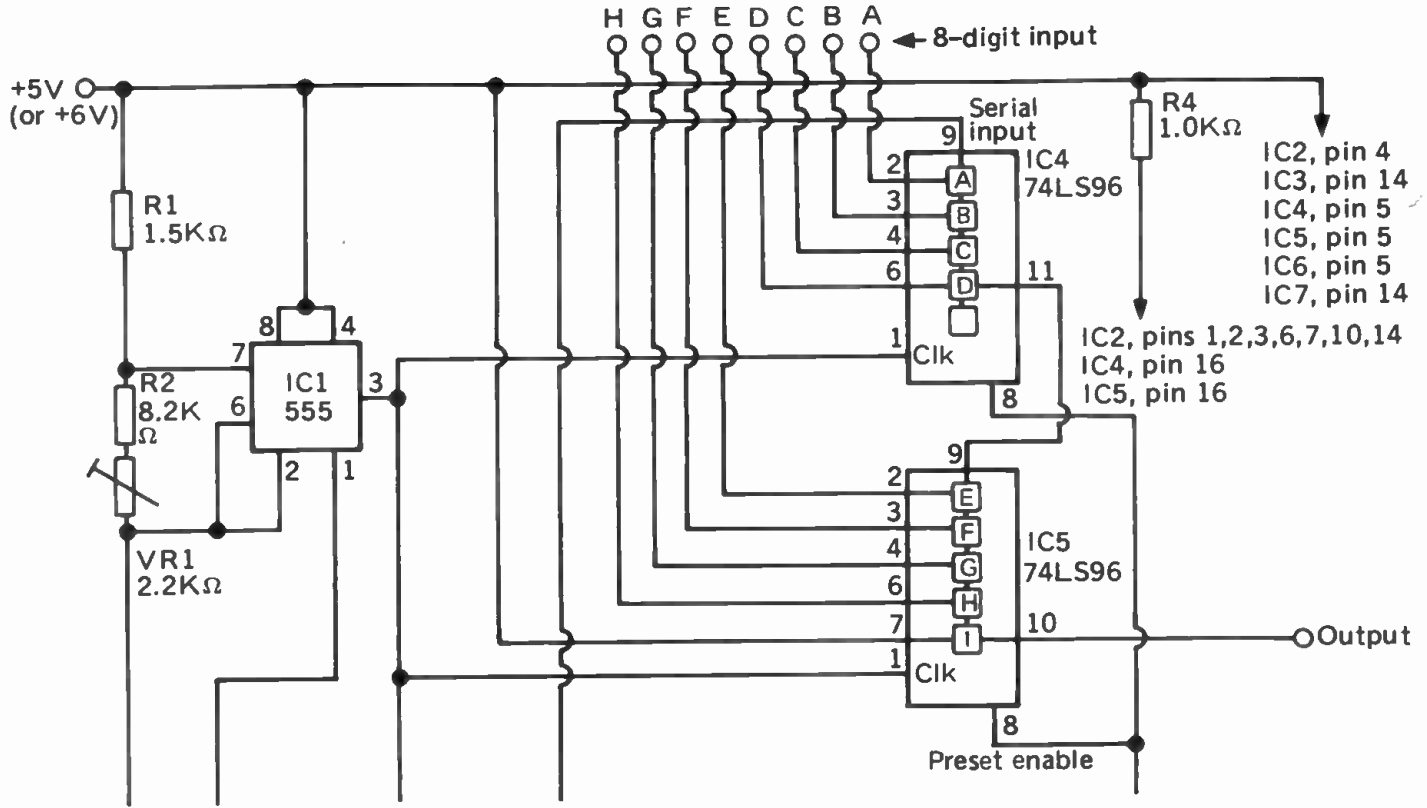 H G F E D C B A
8-digit input
+5V
(or +6V)
Serial
input
9
R4
1.0KΩ
IC4
74LS96
2
A
3
B
4
C
6
D
11
1
Clk
8
IC2, pin 4
IC3, pin 14
IC4, pin 5
IC5, pin 5
IC6, pin 5
IC7, pin 14
IC2, pins 1,2,3,6,7,10,14
IC4, pin 16
IC5, pin 16
R1
1.5KΩ
8
4
7
IC1
555
3
6
2
1
R2
8.2K
Ω
VR1
2.2KΩ
9
2
E
3
F
4
G
6
H
7
I
10
Output
1
Clk
IC5
74LS96
8
Preset enable